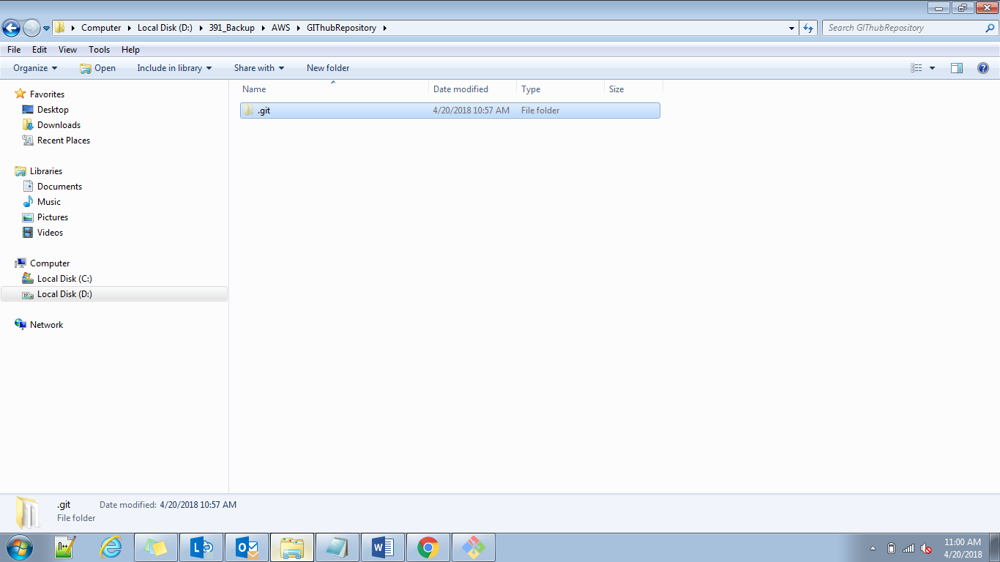 Computer Local Disk (D:) 391_Backup AWS GIThubRepository Search GIThubRepository
File Edit View Tools Help
Organize Open Include in library Share with New folder
Name Date modified Type Size
.git 4/20/2018 10:57 AM File folder
Favorites
Desktop
Downloads
Recent Places
Libraries
Documents
Music
Pictures
Videos
Computer
Local Disk (C:)
Local Disk (D:)
Network
.git Date modified: 4/20/2018 10:57 AM
File folder
11:00 AM
4/20/2018